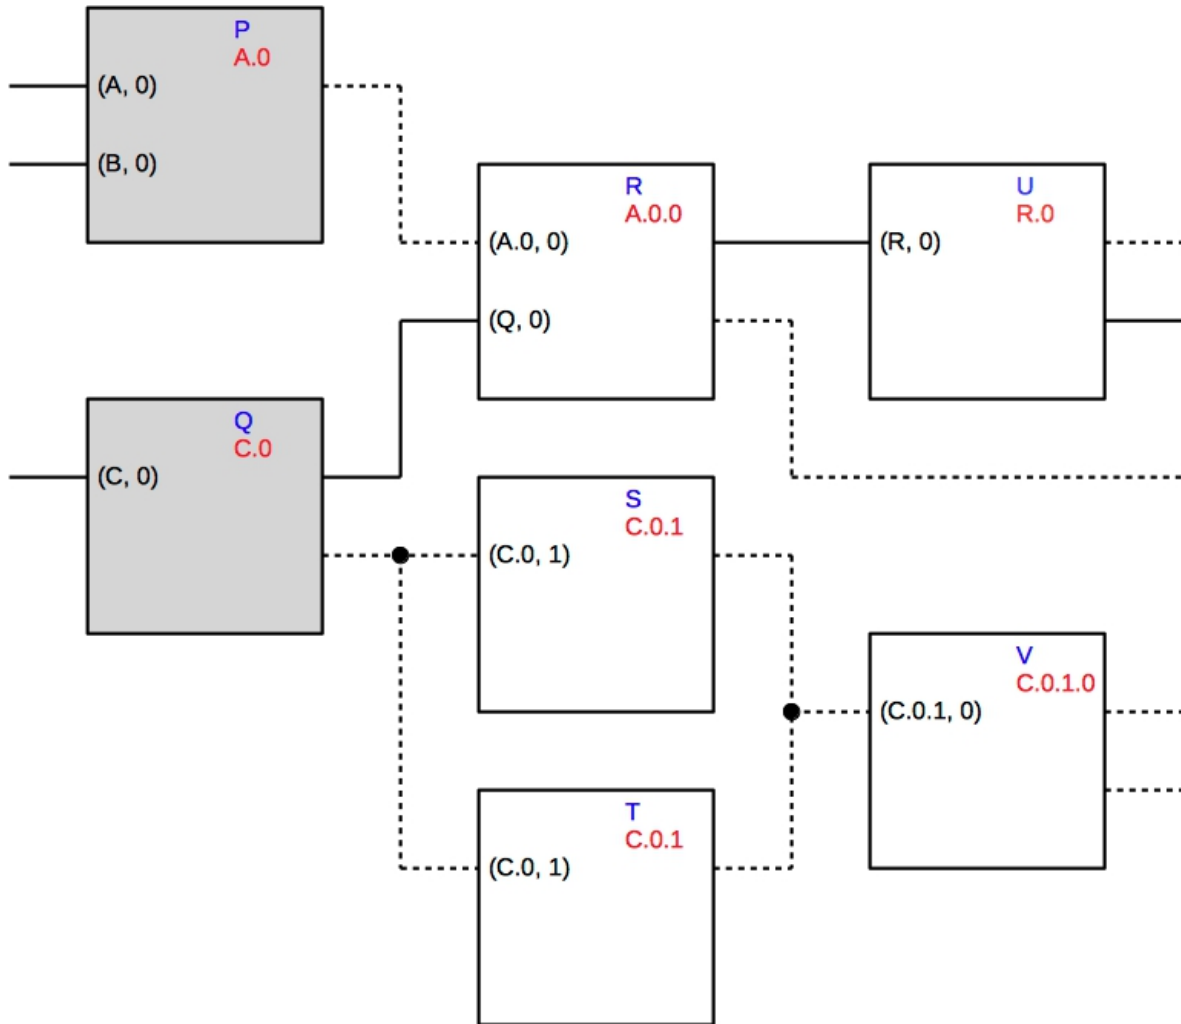 P
A.0
(A, 0)
(B, 0)
R
A.0.0
(A.0, 0)
(Q, 0)
U
R.0
(R, 0)
Q
C.0
(C, 0)
S
C.0.1
(C.0, 1)
V
C.0.1.0
(C.0.1, 0)
T
C.0.1
(C.0, 1)